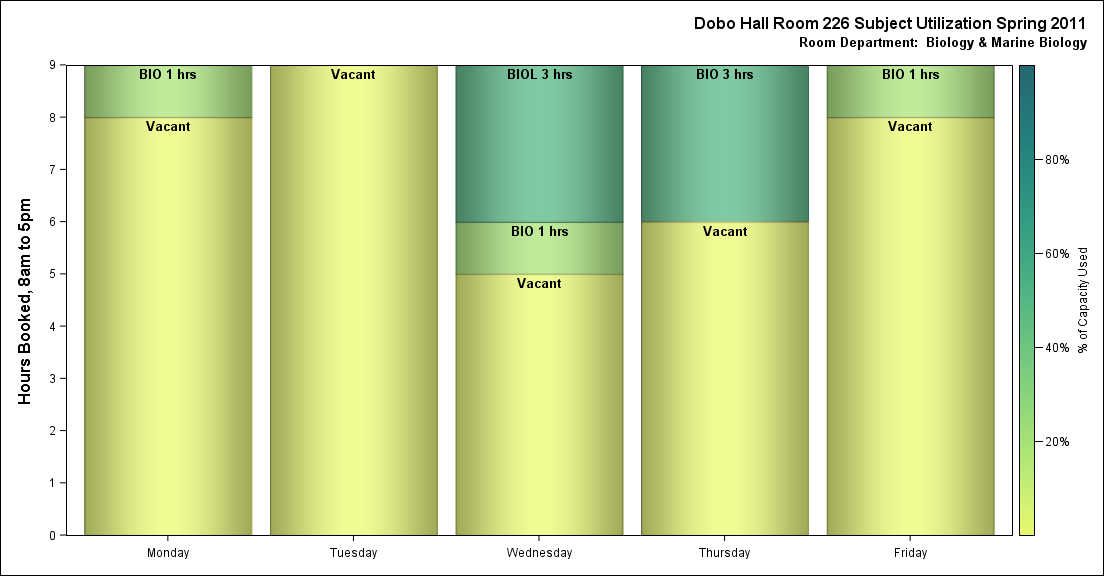 Dobo Hall Room 226 Subject Utilization Spring 2011
Room Department:  Biology & Marine Biology
Hours Booked, 8am to 5pm
9
8
7
6
5
4
3
2
1
0
BIO 1 hrs
Vacant
Vacant
BIOL 3 hrs
BIO 1 hrs
Vacant
BIO 3 hrs
Vacant
BIO 1 hrs
Vacant
Monday
Tuesday
Wednesday
Thursday
Friday
80%
60%
40%
20%
% of Capacity Used